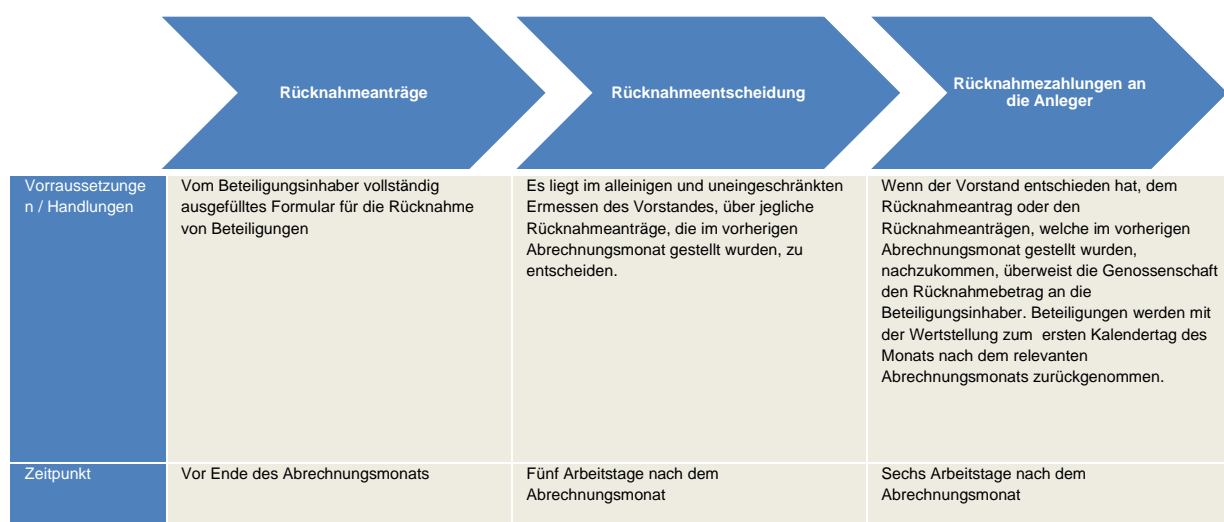 Rücknahmeanträge
Rücknahmeentscheidung
Rücknahmezahlungen an
die Anleger
Vorraussetzunge
n / Handlungen
Vom Beteiligungsinhaber vollständig
ausgefülltes Formular für die Rücknahme
von Beteiligungen
Es liegt im alleinigen und uneingeschränkten
Ermessen des Vorstandes, über jegliche
Rücknahmeanträge, die im vorherigen
Abrechnungsmonat gestellt wurden, zu
entscheiden.
Wenn der Vorstand entschieden hat, dem
Rücknahmeantrag oder den
Rücknahmeanträgen, welche im vorherigen
Abrechnungsmonat gestellt wurden,
nachzukommen, überweist die Genossenschaft
den Rücknahmebetrag an die
Beteiligungsinhaber. Beteiligungen werden mit
der Wertstellung zum  ersten Kalendertag des
Monats nach dem relevanten
Abrechnungsmonats zurückgenommen.
Zeitpunkt
Vor Ende des Abrechnungsmonats
Fünf Arbeitstage nach dem
Abrechnungsmonat
Sechs Arbeitstage nach dem
Abrechnungsmonat